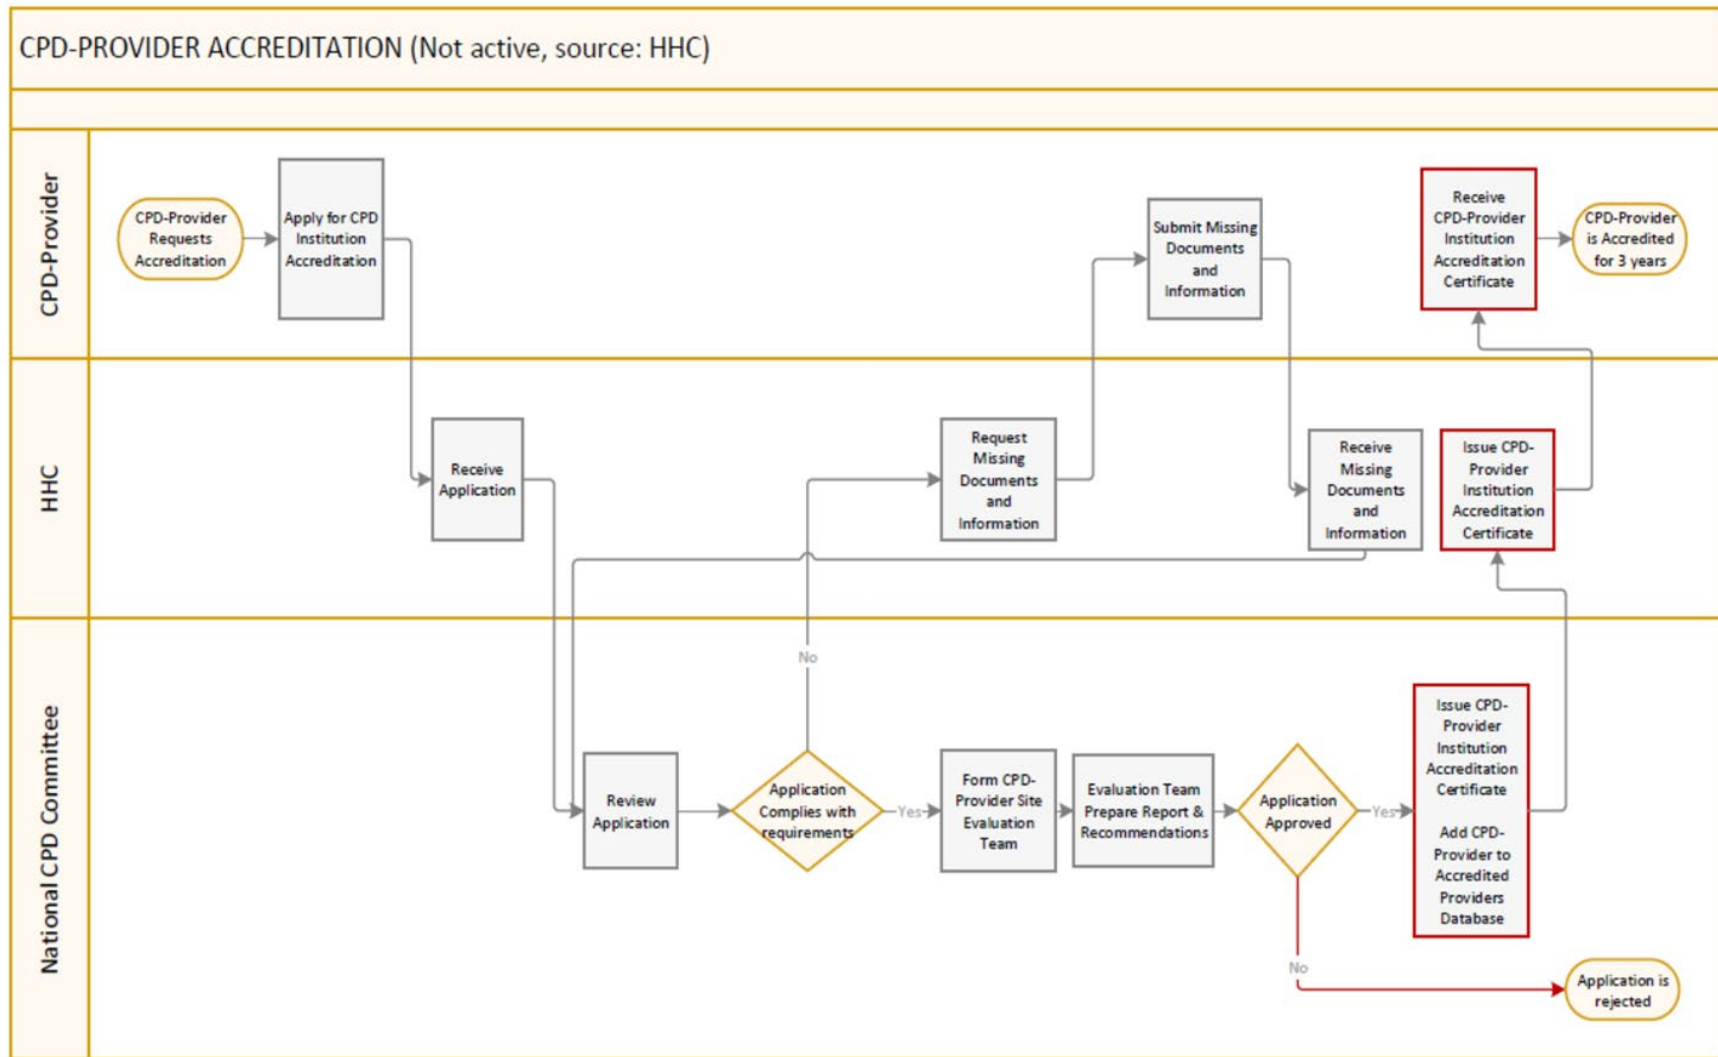 CPD-PROVIDER ACCREDITATION (Not active, source: HHC)
CPD-Provider
CPD-Provider
Requests
Accreditation
Apply for CPD
Institution
Accreditation
Submit Missing
Documents
and
Information
Receive
CPD-Provider
Institution
Accreditation
Certificate
CPD-Provider
is Accredited
for 3 years
HHC
Receive
Application
Request
Missing
Documents
and
Information
Receive
Missing
Documents
and
Information
Issue CPD-
Provider
Institution
Accreditation
Certificate
National CPD Committee
Review
Application
Application
Complies with
requirements
No
Yes
Form CPD-
Provider Site
Evaluation
Team
Evaluation Team
Prepare Report &
Recommendations
Application
Approved
Yes
Issue CPD-
Provider
Institution
Accreditation
Certificate
Add CPD-
Provider to
Accredited
Providers
Database
No
Application is
rejected